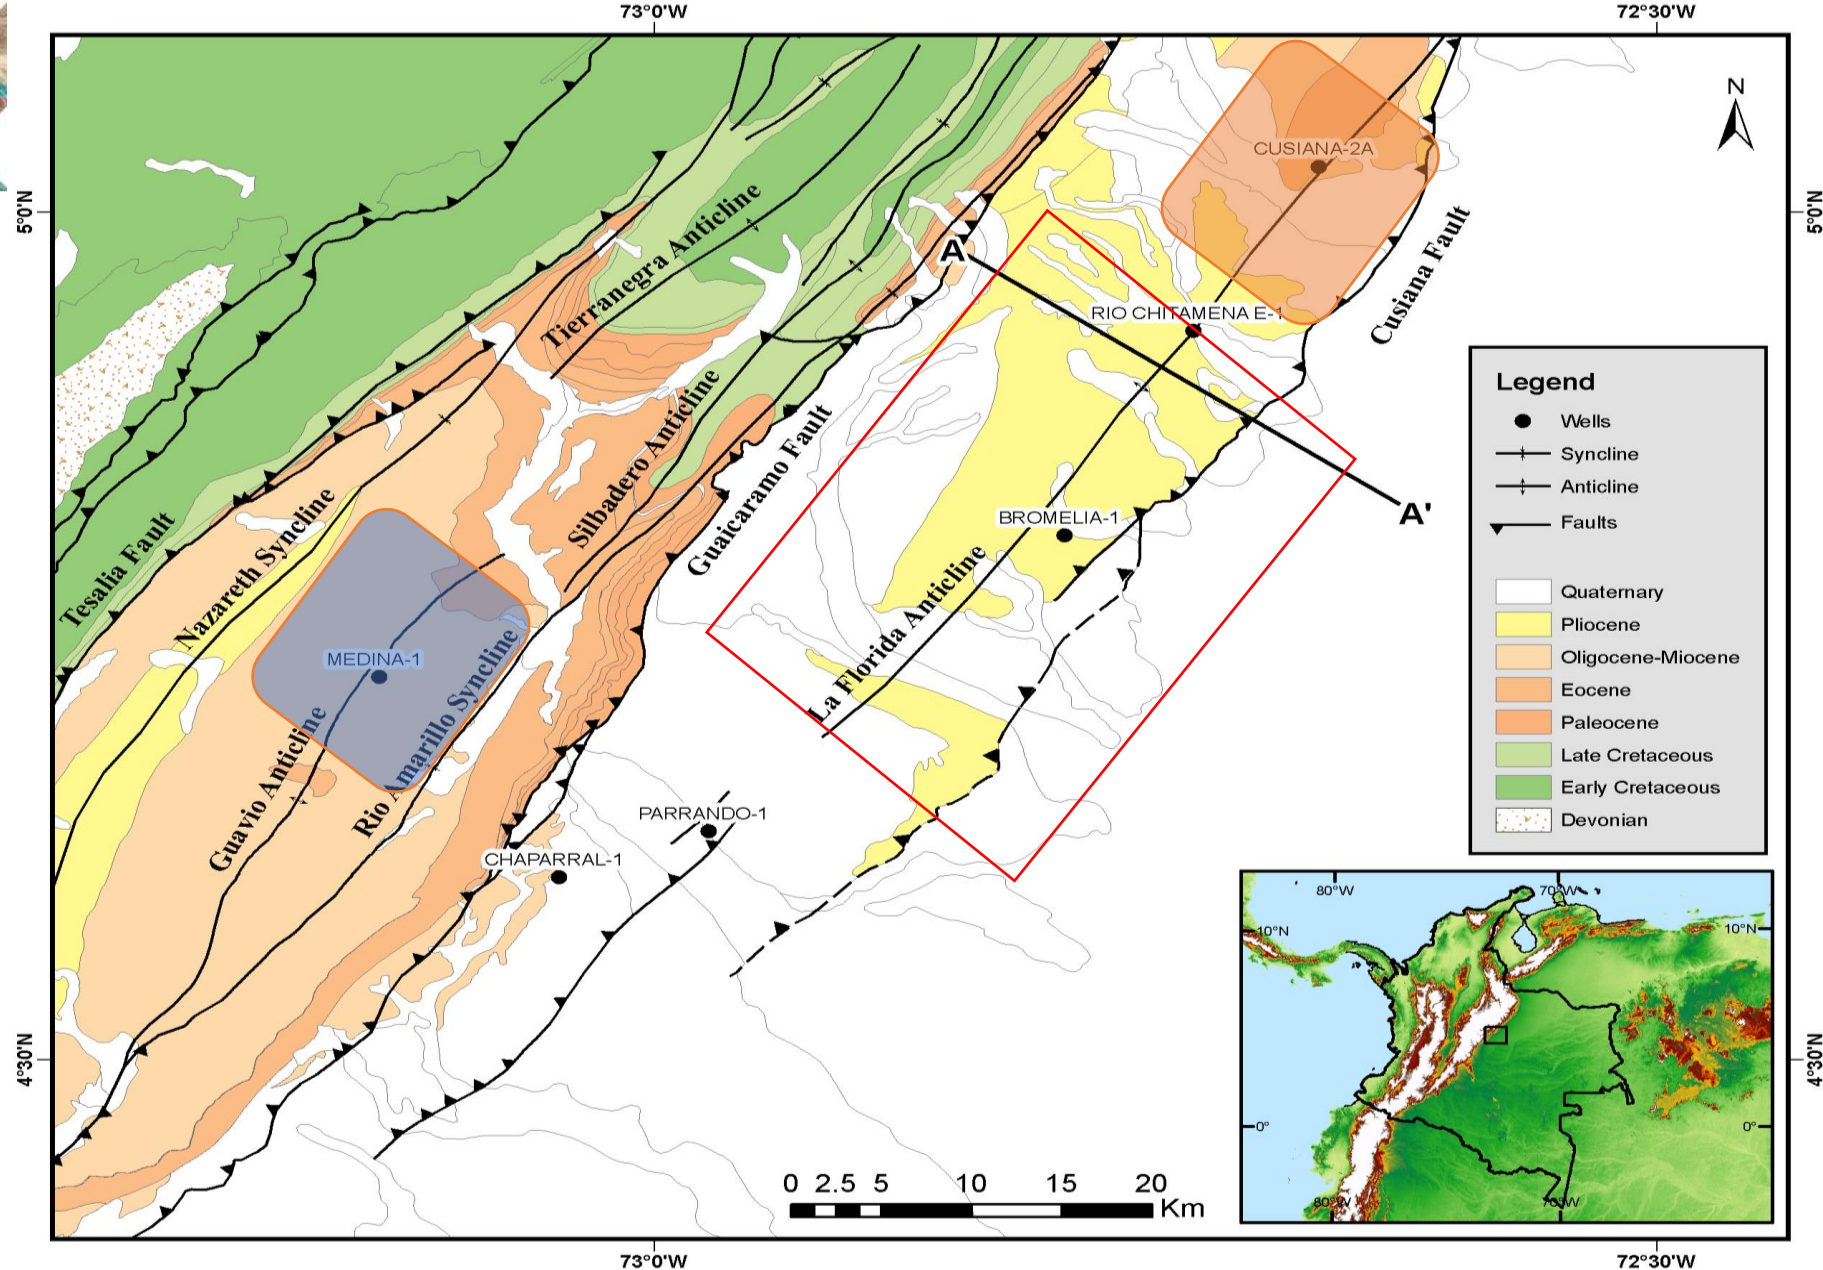 73°0'W
72°30'W
N
CUSIANA-2A
5°0'N
5°0'N
Tierranegra Anticline
A
Cusiana Fault
RIO CHITAMENA E-1
Silbadero Anticline
Guaicaramo Fault
A'
BROMELIA-1
Tesalia Fault
Nazareth Syncline
La Florida Anticline
MEDINA-1
Rio Amarillo Syncline
Guavio Anticline
PARRANDO-1
CHAPARRAL-1
Legend
Wells
Syncline
Anticline
Faults
Quaternary
Pliocene
Oligocene-Miocene
Eocene
Paleocene
Late Cretaceous
Early Cretaceous
Devonian
80°W
70°W
10°N
10°N
0°
0°
80°W
70°W
4°30'N
4°30'N
0 2.5 5 10 15 20
Km
73°0'W
72°30'W